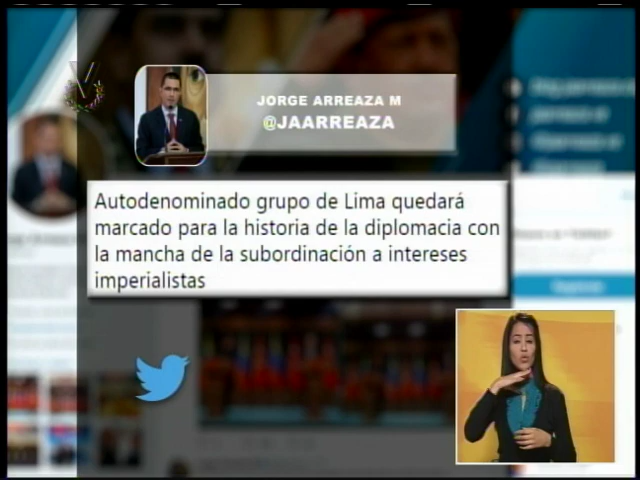 JORGE ARREAZA M
@JAARREAZA
Autodenominado grupo de Lima quedará
marcado para la historia de la diplomacia con
la mancha de la subordinación a intereses
imperialistas